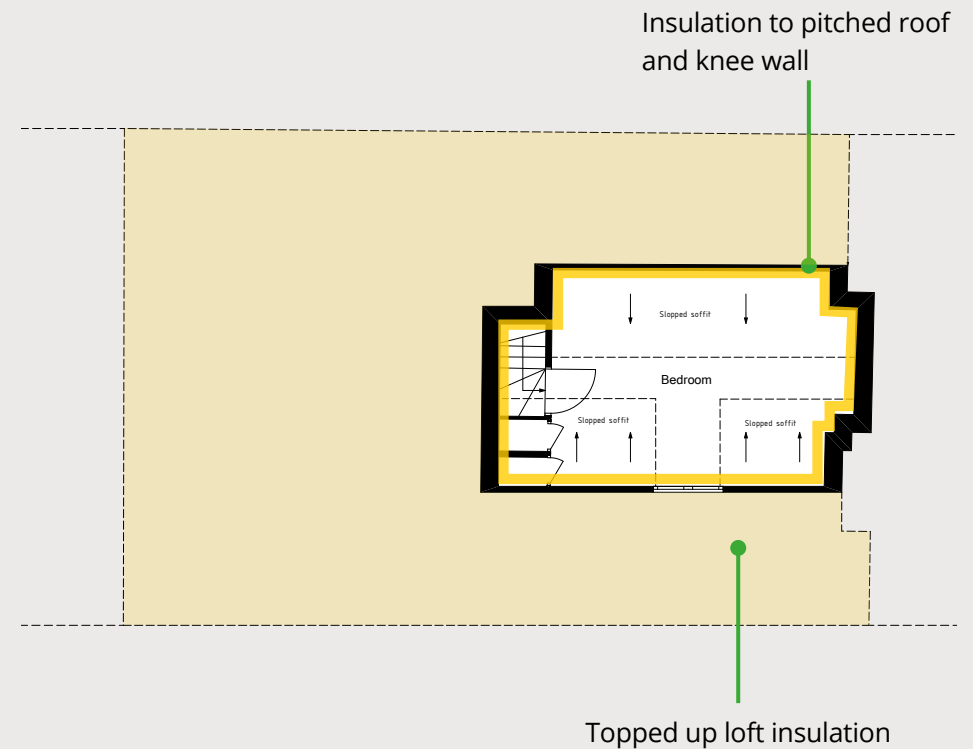 Insulation to pitched roof
and knee wall
Slopped soffit
Bedroom
Slopped soffit
Slopped soffit
Topped up loft insulation